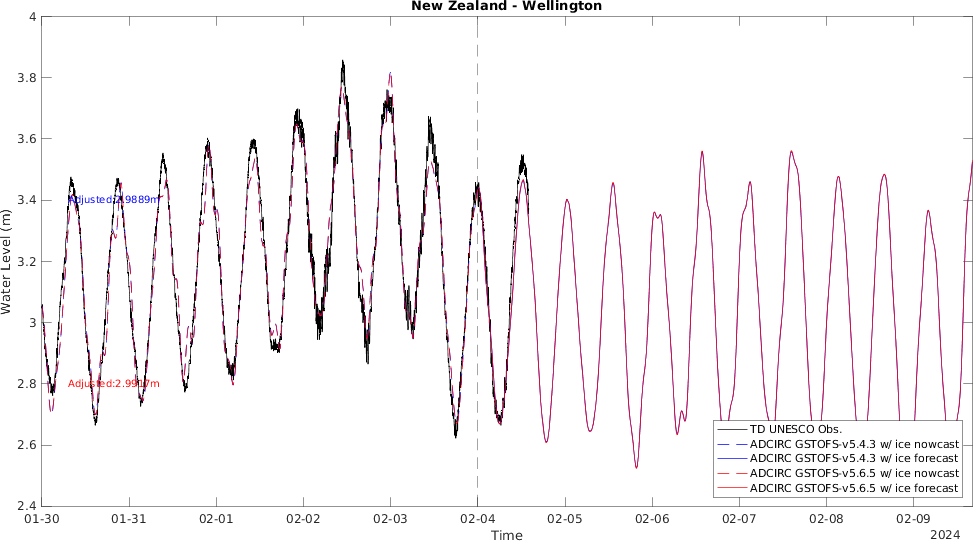 New Zealand - Wellington
4
3.8
3.6
3.4
3.2
3
2.8
2.6
2.4
Water Level (m)
Adjusted:2.9889m
Adjusted:2.9917m
TD UNESCO Obs.
ADCIRC GSTOFS-v5.4.3 w/ ice nowcast
ADCIRC GSTOFS-v5.4.3 w/ ice forecast
ADCIRC GSTOFS-v5.6.5 w/ ice nowcast
ADCIRC GSTOFS-v5.6.5 w/ ice forecast
01-30 01-31 02-01 02-02 02-03 02-04 02-05 02-06 02-07 02-08 02-09
Time
2024